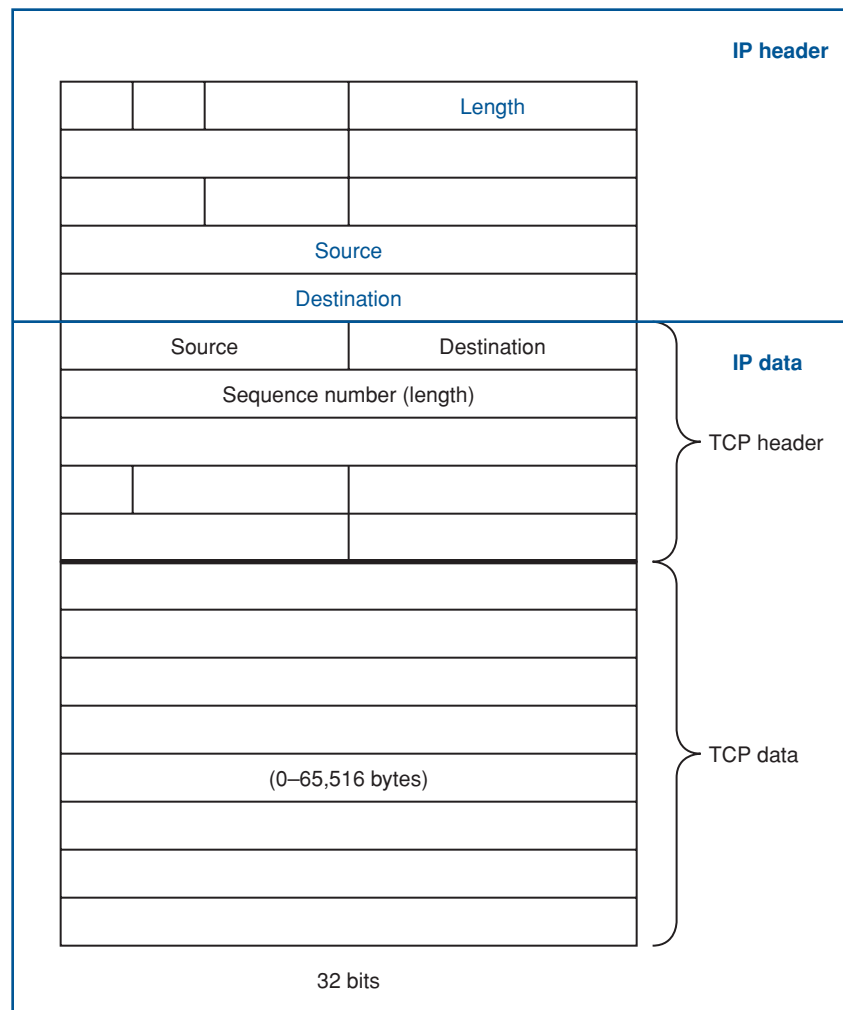 IP header
Length
Source
Destination
Source Destination
IP data
Sequence number (length)
TCP header
(0–65,516 bytes)
TCP data
32 bits